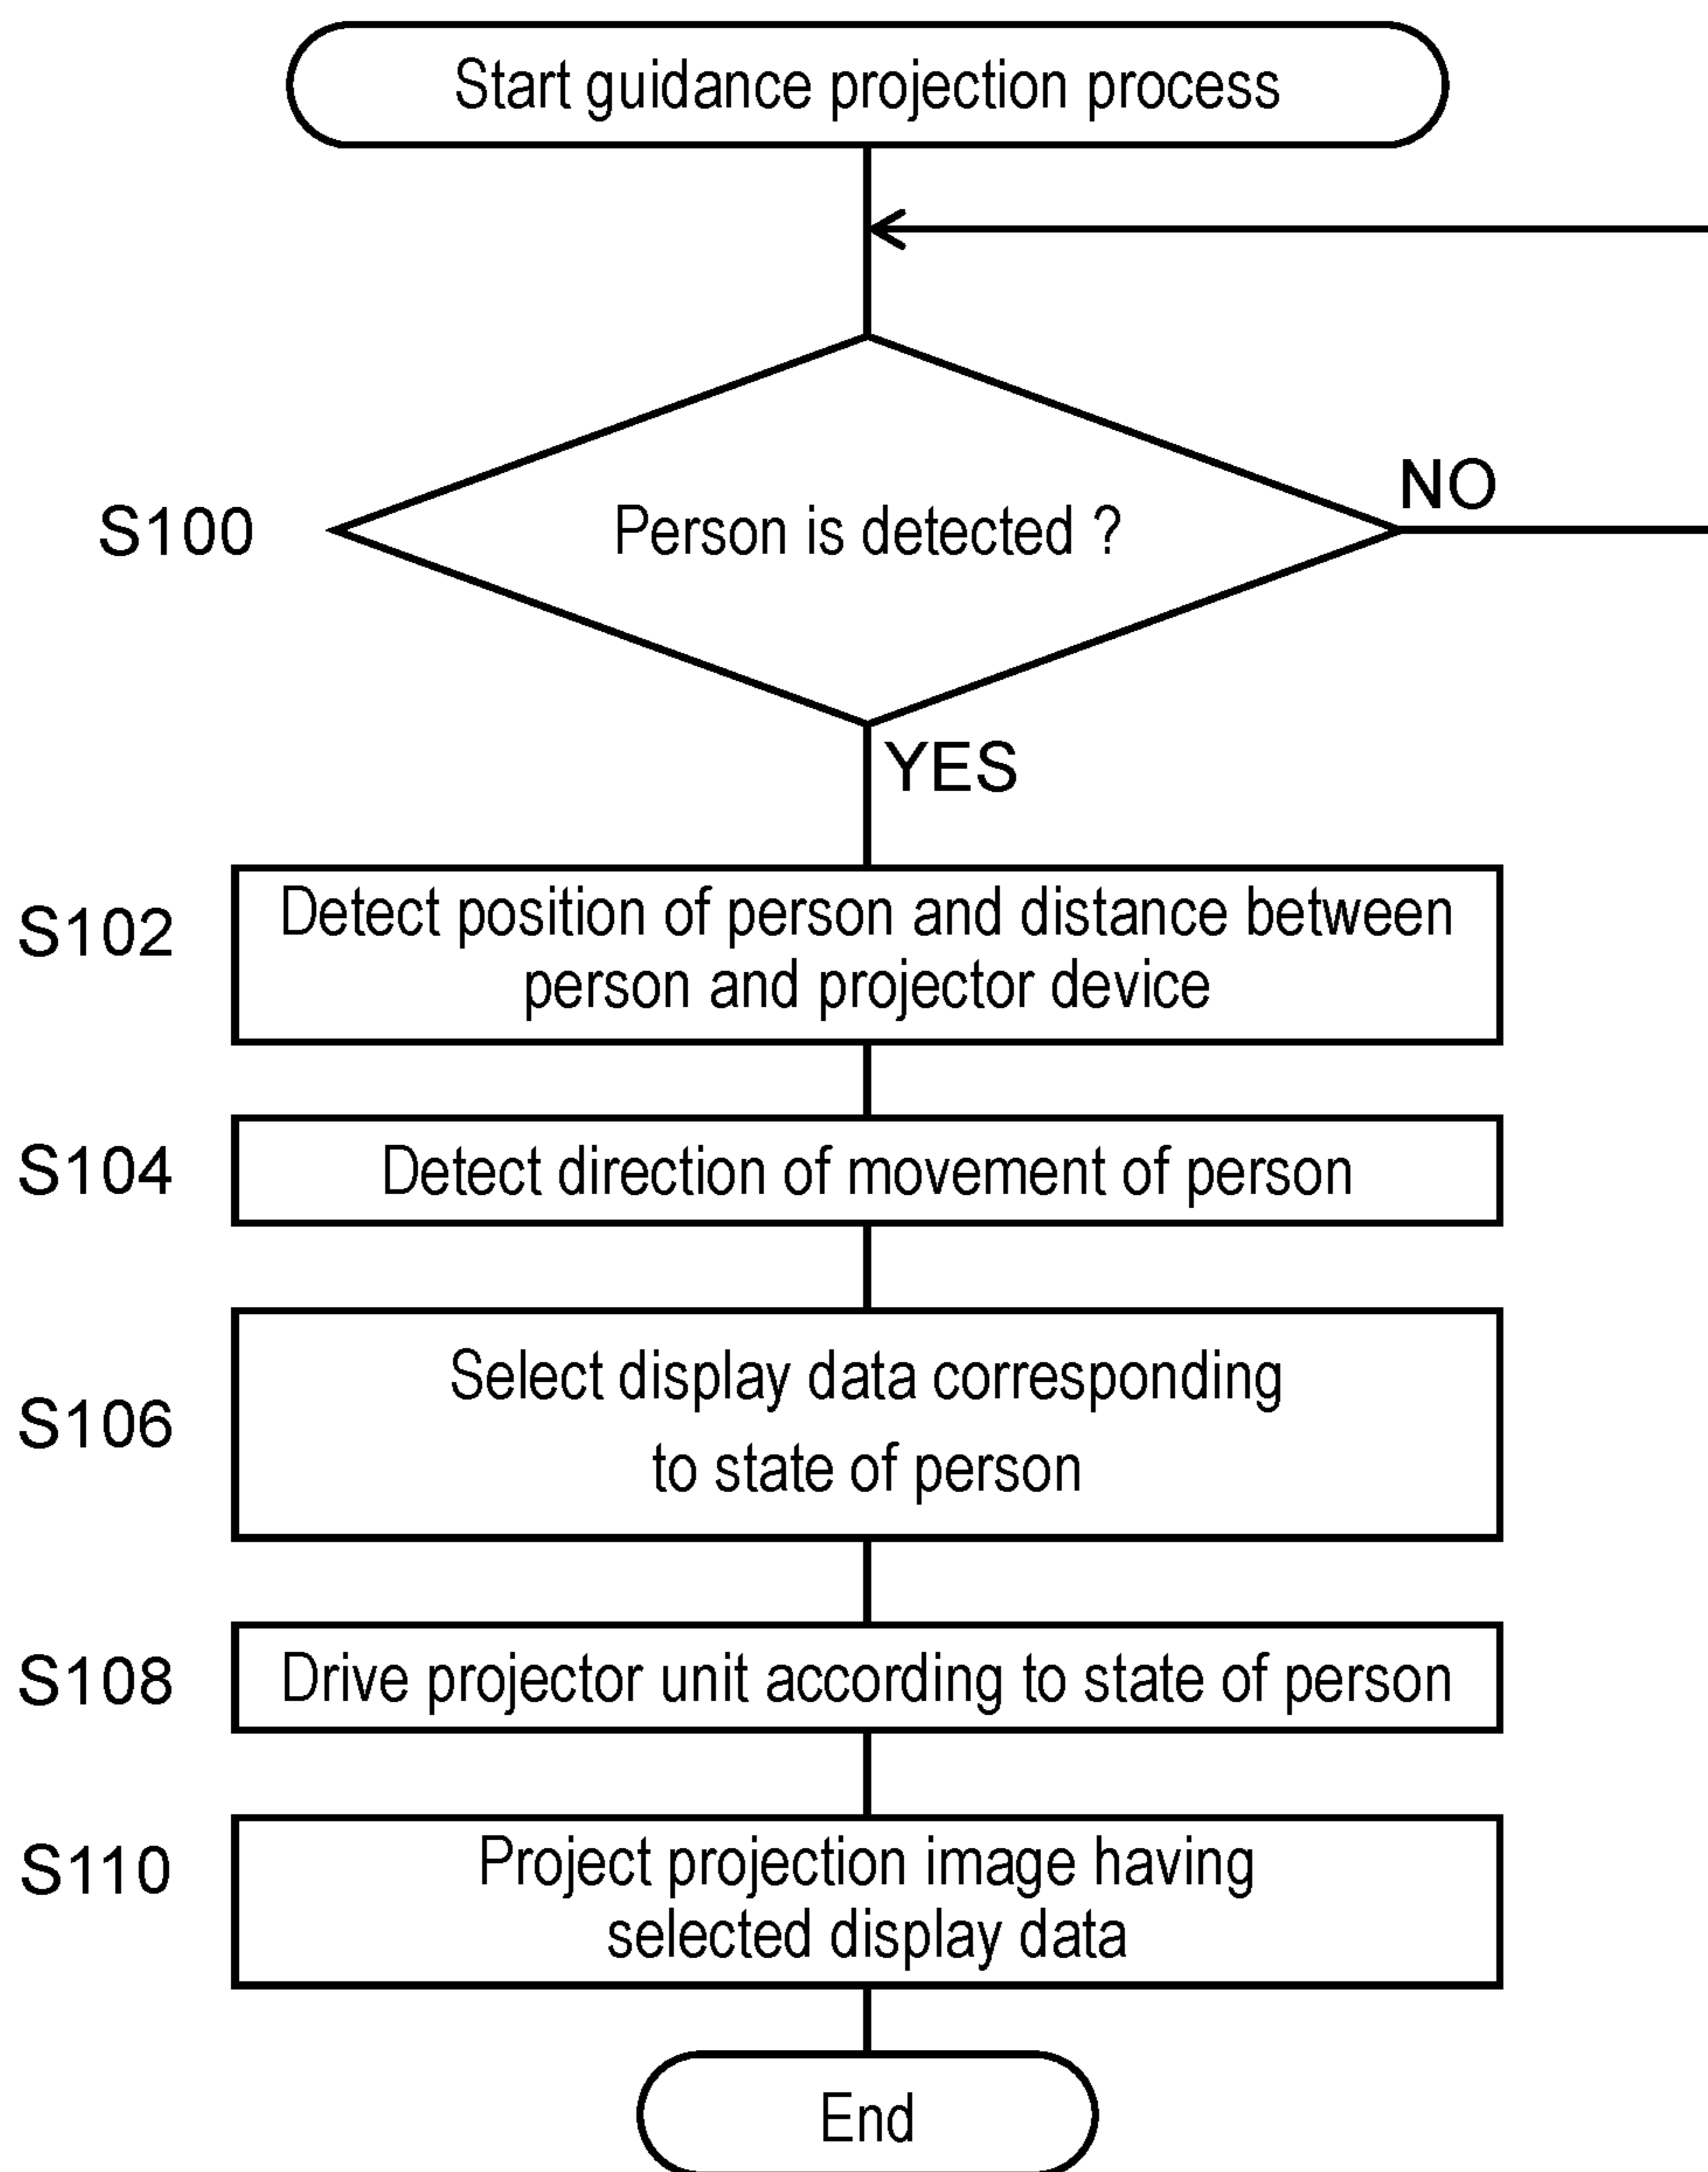 Start guidance projection process
S100
Person is detected ?
NO
YES
S102
Detect position of person and distance between
person and projector device
S104
Detect direction of movement of person
S106
Select display data corresponding
to state of person
S108
Drive projector unit according to state of person
S110
Project projection image having
selected display data
End